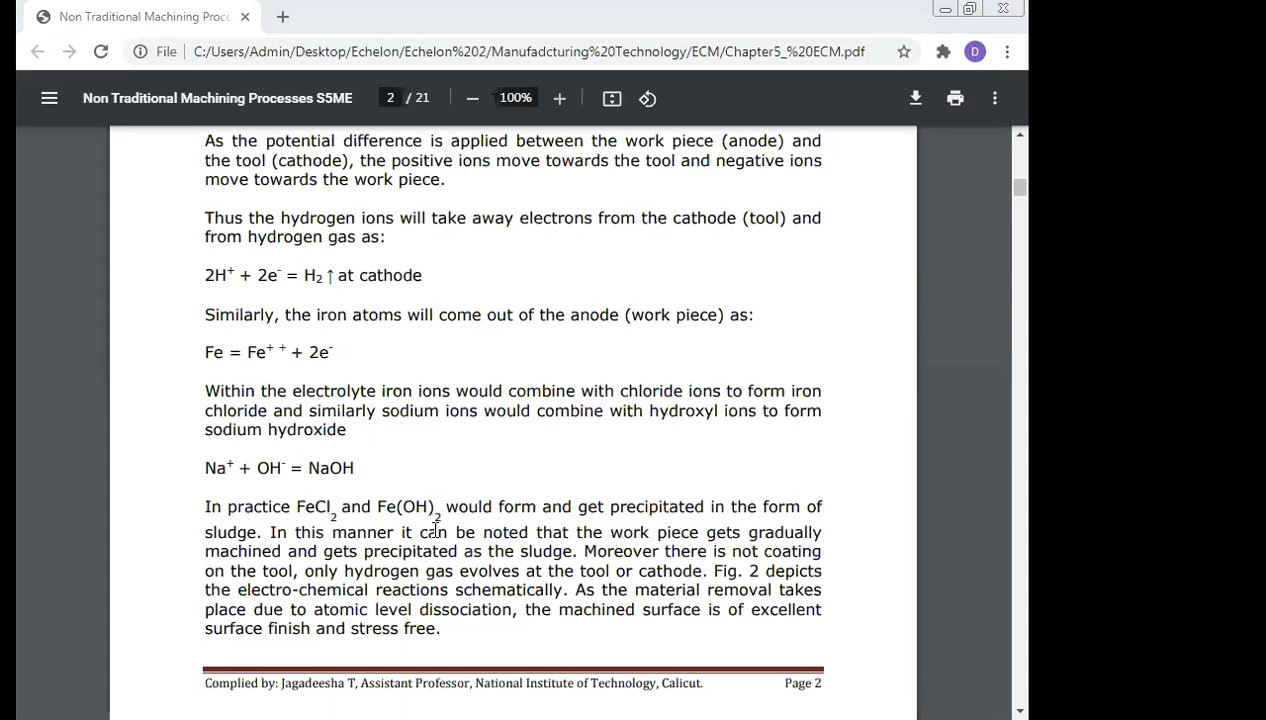 Non Traditional Machining Proce
File C:/Users/Admin/Desktop/Echelon/Echelon%202/Manufadcturing%20Technology/ECM/Chapter5_%20ECM.pdf D
Non Traditional Machining Processes S5ME 2 / 21 100%
As the potential difference is applied between the work piece (anode) and
the tool (cathode), the positive ions move towards the tool and negative ions
move towards the work piece.
Thus the hydrogen ions will take away electrons from the cathode (tool) and
from hydrogen gas as:
2H⁺ + 2e⁻ = H₂ ↑ at cathode
Similarly, the iron atoms will come out of the anode (work piece) as:
Fe = Fe⁺ ⁺ + 2e⁻
Within the electrolyte iron ions would combine with chloride ions to form iron
chloride and similarly sodium ions would combine with hydroxyl ions to form
sodium hydroxide
Na⁺ + OH⁻ = NaOH
In practice FeCl₂ and Fe(OH)₂ would form and get precipitated in the form of
sludge. In this manner it can be noted that the work piece gets gradually
machined and gets precipitated as the sludge. Moreover there is not coating
on the tool, only hydrogen gas evolves at the tool or cathode. Fig. 2 depicts
the electro-chemical reactions schematically. As the material removal takes
place due to atomic level dissociation, the machined surface is of excellent
surface finish and stress free.
Complied by: Jagadeesha T, Assistant Professor, National Institute of Technology, Calicut. Page 2